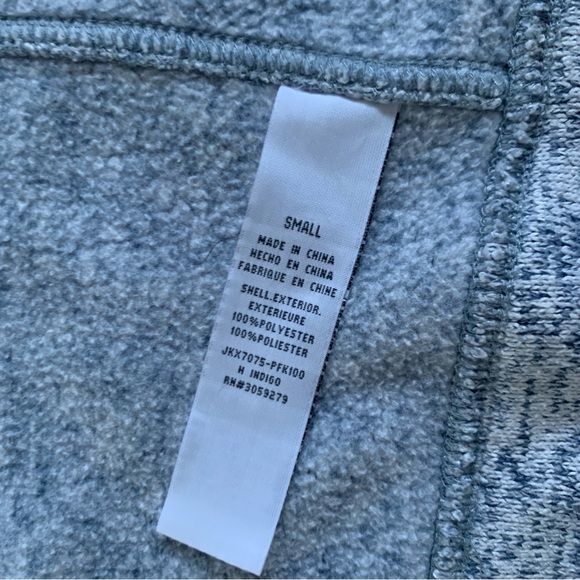 SMALL
MADE IN CHINA
HECHO EN CHINA
FABRIQUE EN CHINE
SHELL.EXTERIOR.
EXTERIEURE
100%POLYESTER
100%POLIESTER
JKX7075-PFK100
H INDIGO
RN#3059279